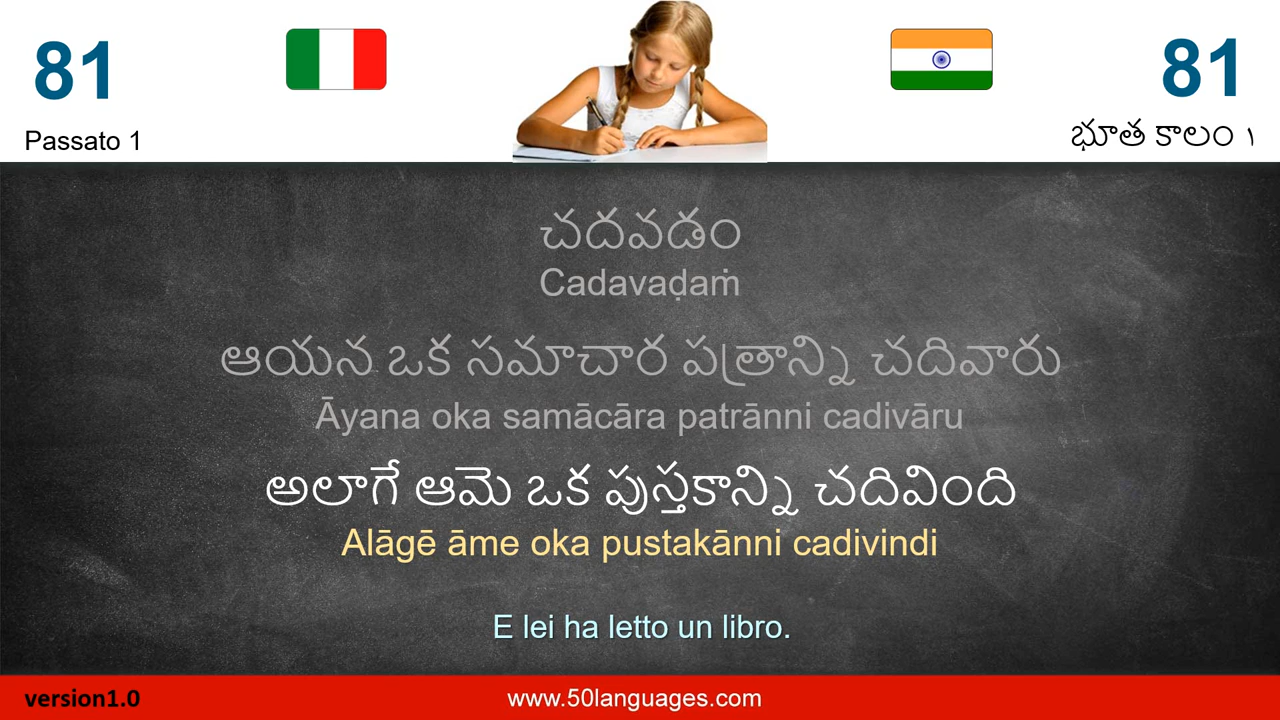 81
81
Passato 1
భూత కాలం ౧
చదవడం
Cadavaḍaṁ
ఆయన ఒక సమాచార పత్రాన్ని చదివారు
Āyana oka samācāra patrānni cadivāru
అలాగే ఆమె ఒక పుస్తకాన్ని చదివింది
Alāgē āme oka pustakānni cadivindi
E lei ha letto un libro.
version1.0
www.50languages.com